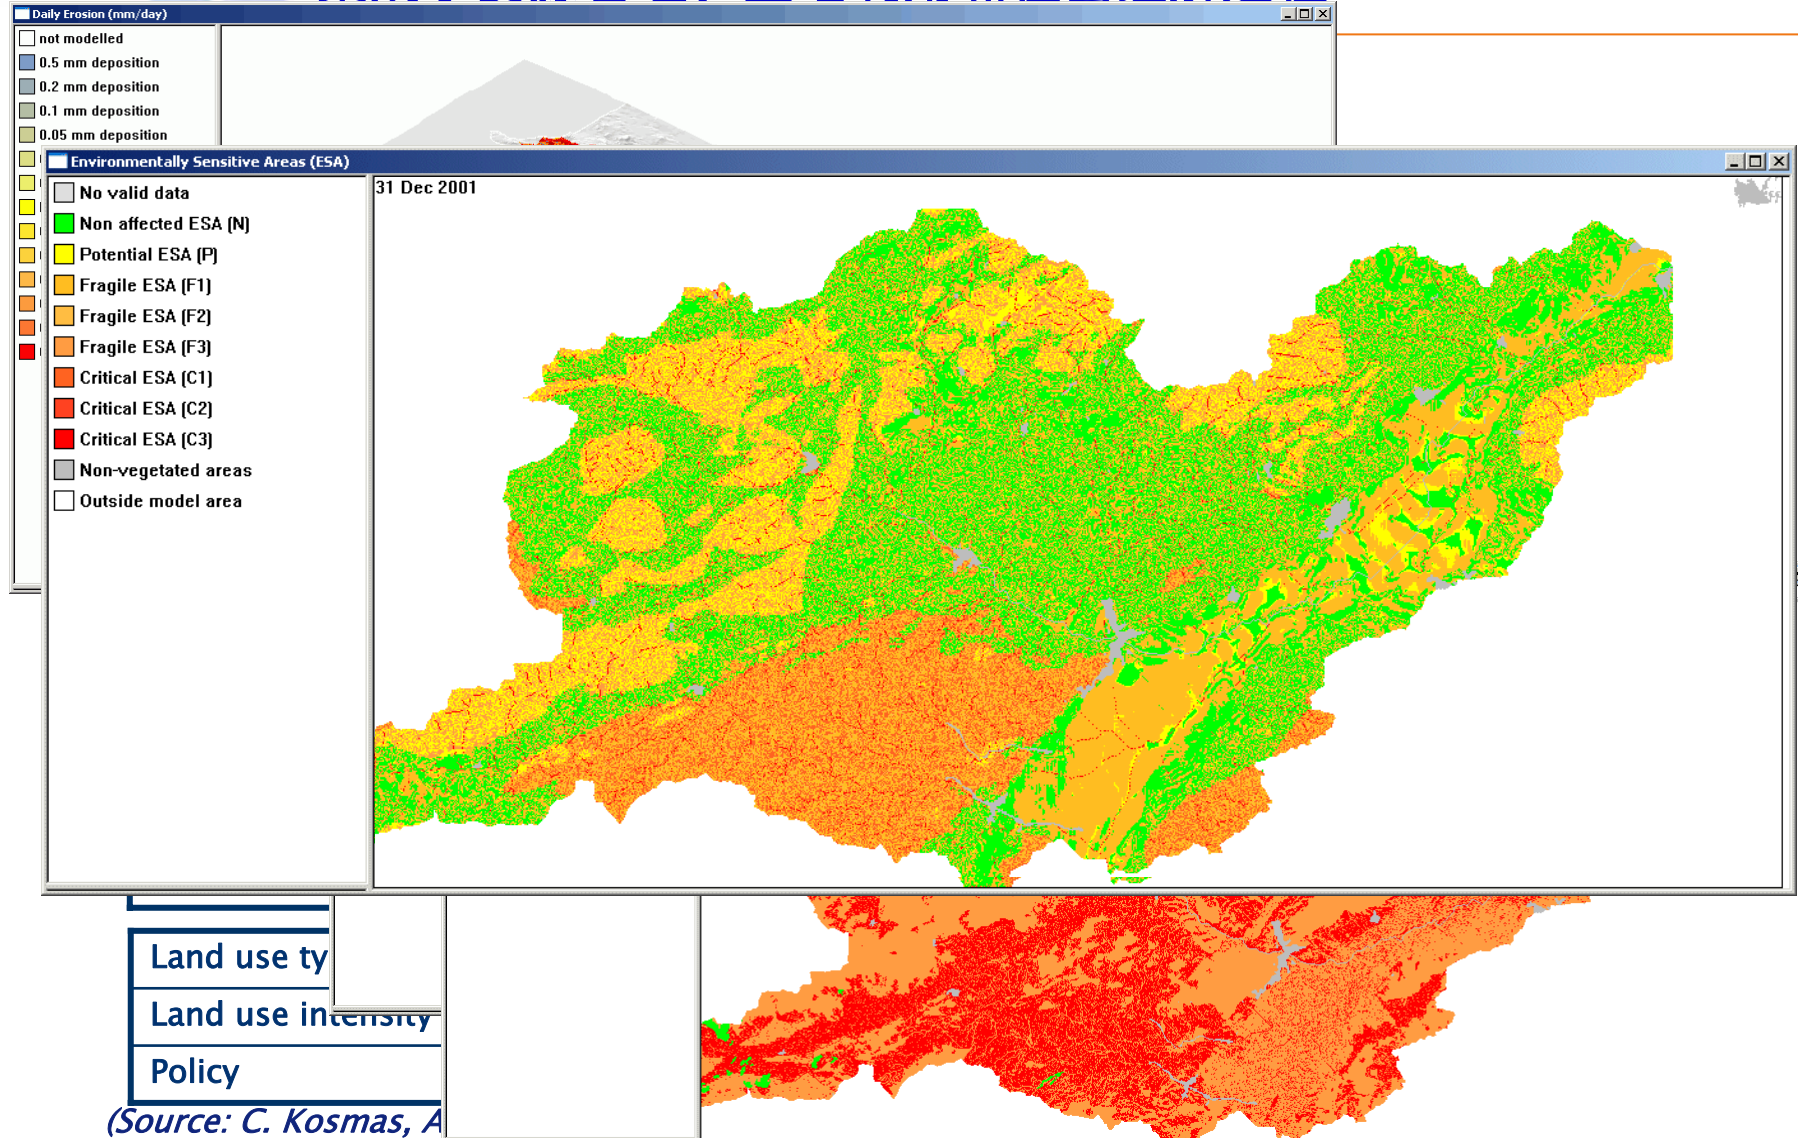 Daily Erosion (mm/day)
not modelled
0.5 mm deposition
0.2 mm deposition
0.1 mm deposition
0.05 mm deposition
Environmentally Sensitive Areas (ESA)
No valid data
Non affected ESA (N)
Potential ESA (P)
Fragile ESA (F1)
Fragile ESA (F2)
Fragile ESA (F3)
Critical ESA (C1)
Critical ESA (C2)
Critical ESA (C3)
Non-vegetated areas
Outside model area
31 Dec 2001
Land use ty
Land use intensity
Policy
(Source: C. Kosmas, A